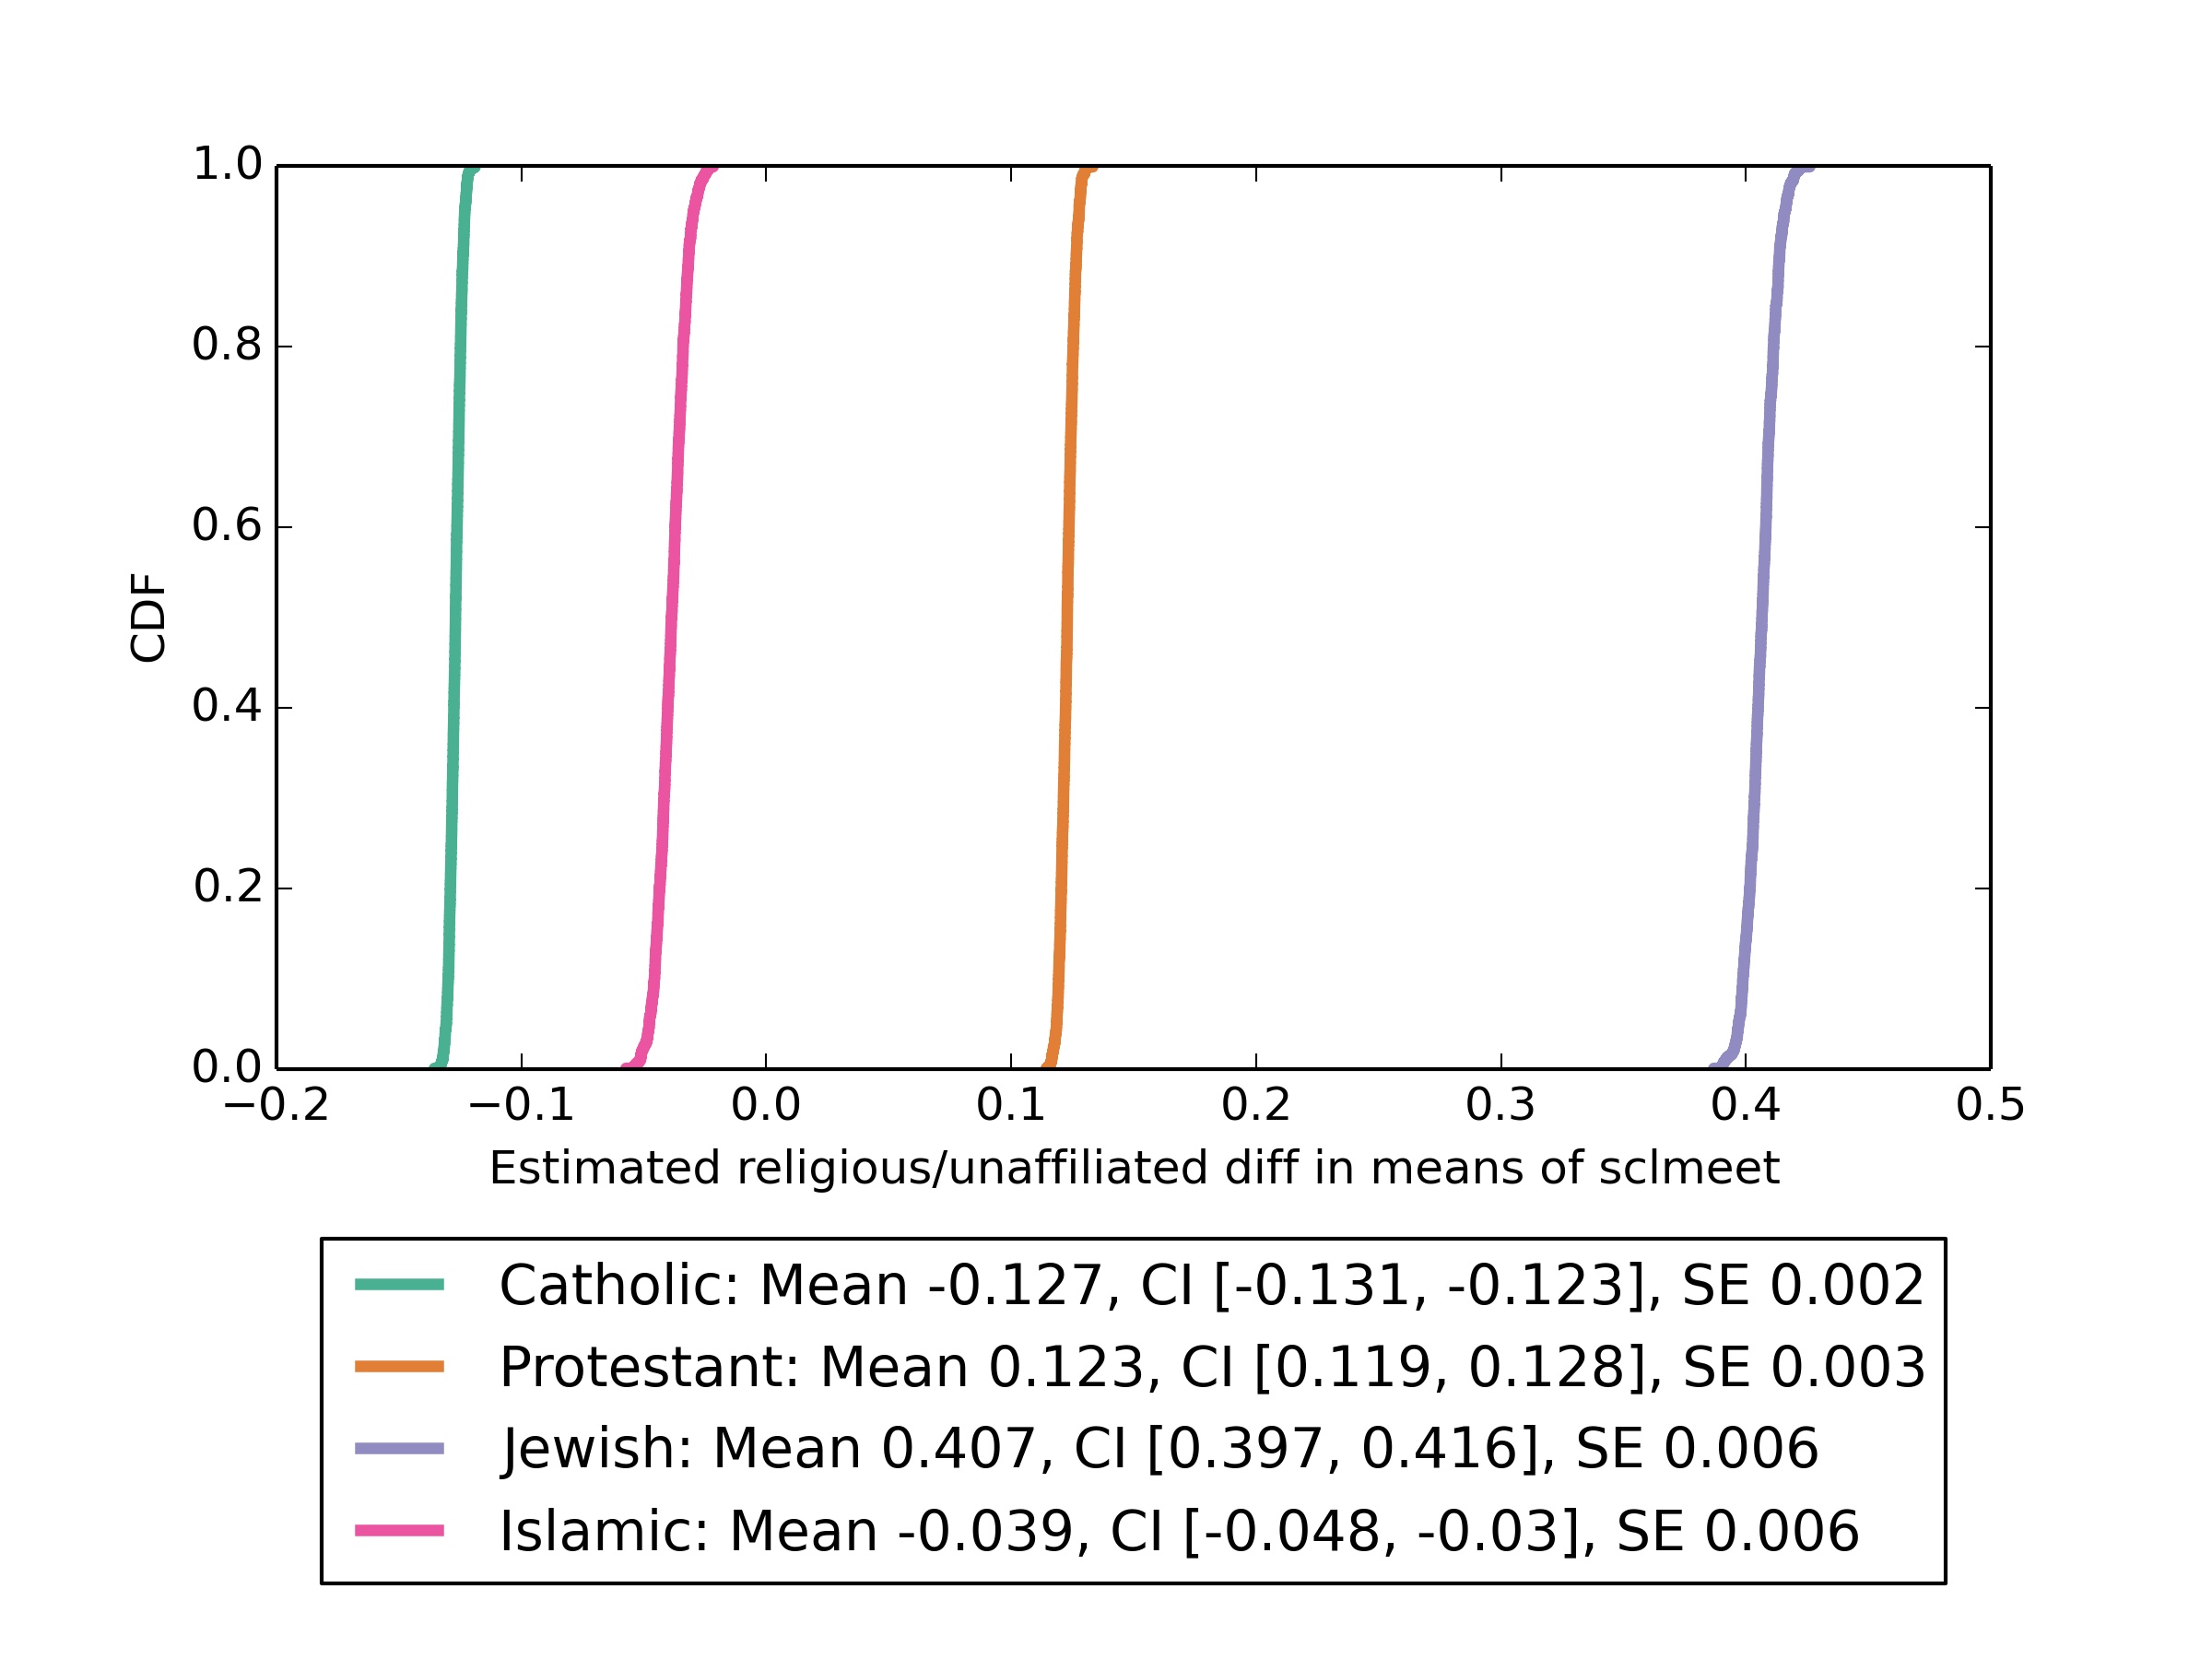 1.0
0.8
0.6
0.4
0.2
0.0
CDF
−0.2 −0.1 0.0 0.1 0.2 0.3 0.4 0.5
Estimated religious/unaffiliated diff in means of sclmeet
Catholic: Mean -0.127, CI [-0.131, -0.123], SE 0.002
Protestant: Mean 0.123, CI [0.119, 0.128], SE 0.003
Jewish: Mean 0.407, CI [0.397, 0.416], SE 0.006
Islamic: Mean -0.039, CI [-0.048, -0.03], SE 0.006